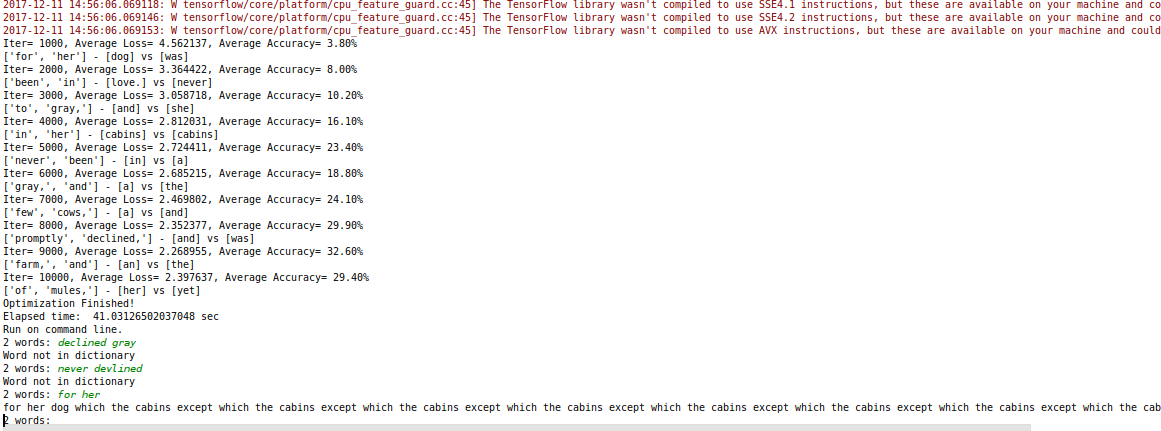 2017-12-11 14:56:06.069118: W tensorflow/core/platform/cpu_feature_guard.cc:45] The TensorFlow library wasn't compiled to use SSE4.1 instructions, but these are available on your machine and co
2017-12-11 14:56:06.069146: W tensorflow/core/platform/cpu_feature_guard.cc:45] The TensorFlow library wasn't compiled to use SSE4.2 instructions, but these are available on your machine and co
2017-12-11 14:56:06.069153: W tensorflow/core/platform/cpu_feature_guard.cc:45] The TensorFlow library wasn't compiled to use AVX instructions, but these are available on your machine and could
Iter= 1000, Average Loss= 4.562137, Average Accuracy= 3.80%
['for', 'her'] - [dog] vs [was]
Iter= 2000, Average Loss= 3.364422, Average Accuracy= 8.00%
['been', 'in'] - [love.] vs [never]
Iter= 3000, Average Loss= 3.058718, Average Accuracy= 10.20%
['to', 'gray,'] - [and] vs [she]
Iter= 4000, Average Loss= 2.812031, Average Accuracy= 16.10%
['in', 'her'] - [cabins] vs [cabins]
Iter= 5000, Average Loss= 2.724411, Average Accuracy= 23.40%
['never', 'been'] - [in] vs [a]
Iter= 6000, Average Loss= 2.685215, Average Accuracy= 18.80%
['gray,', 'and'] - [a] vs [the]
Iter= 7000, Average Loss= 2.469802, Average Accuracy= 24.10%
['few', 'cows,'] - [a] vs [and]
Iter= 8000, Average Loss= 2.352377, Average Accuracy= 29.90%
['promptly', 'declined,'] - [and] vs [was]
Iter= 9000, Average Loss= 2.268955, Average Accuracy= 32.60%
['farm,', 'and'] - [an] vs [the]
Iter= 10000, Average Loss= 2.397637, Average Accuracy= 29.40%
['of', 'mules,'] - [her] vs [yet]
Optimization Finished!
Elapsed time:  41.03126502037048 sec
Run on command line.
2 words: declined gray
Word not in dictionary
2 words: never devlined
Word not in dictionary
2 words: for her
for her dog which the cabins except which the cabins except which the cabins except which the cabins except which the cabins except which the cabins except which the cabins except which the cab
2 words: